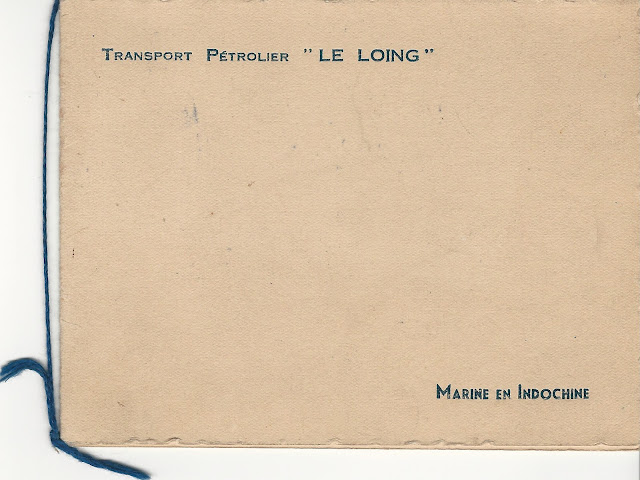 Transport Pétrolier "LE LOING"
Marine en Indochine